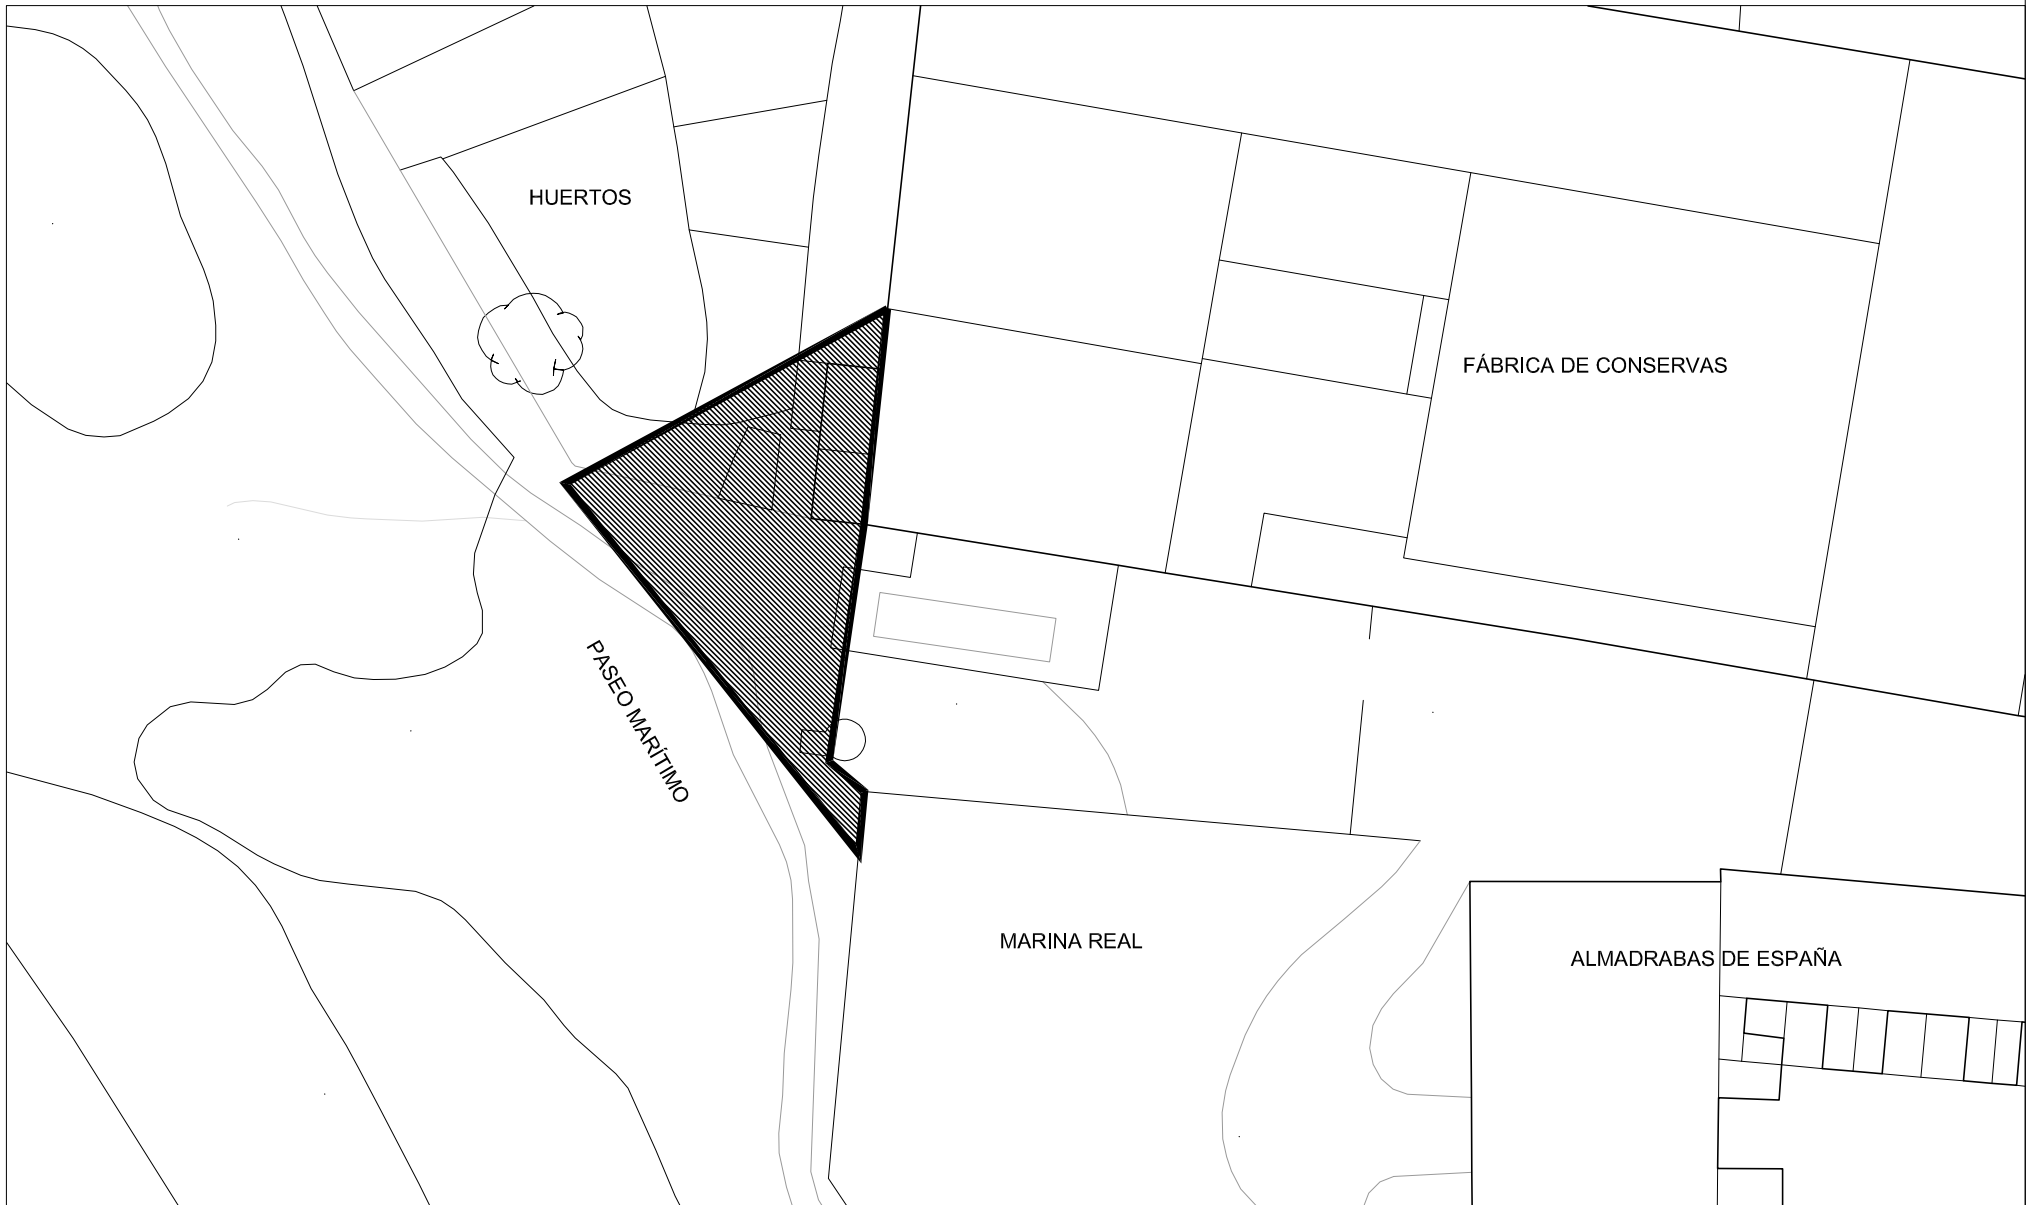 HUERTOS
FÁBRICA DE CONSERVAS
PASEO MARÍTIMO
MARINA REAL
ALMADRABAS DE ESPAÑA